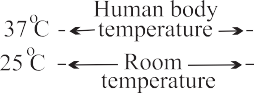 Human body
37°C - temperature -
25°C - Room -
temperature